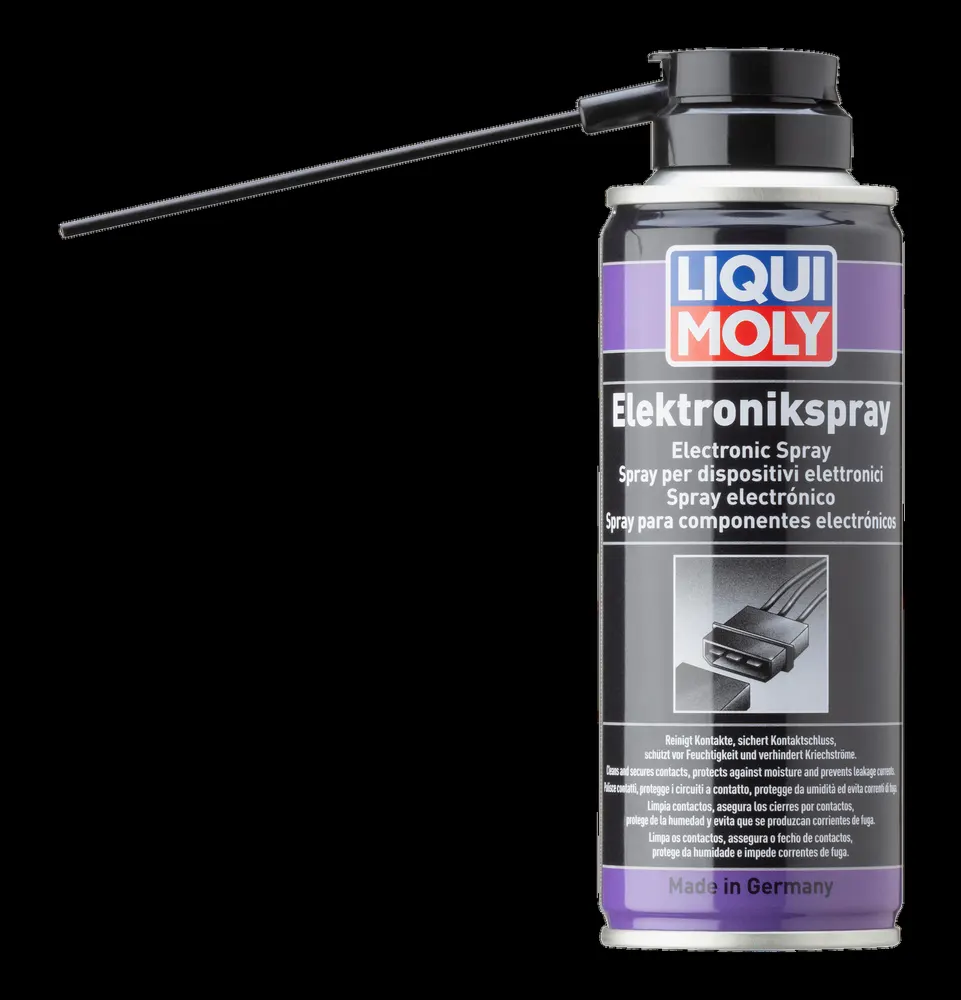 LIQUI
MOLY
Elektronikspray
Electronic Spray
Spray per dispositivi elettronici
Spray electrónico
Spray para componentes electrónicos
Reinigt Kontakte, sichert Kontaktschluss,
schützt vor Feuchtigkeit und verhindert Kriechströme.
Cleans and secures contacts, protects against moisture and prevents leakage currents.
Pulisce contatti, protegge i circuiti a contatto, protegge da umidità ed evita correnti di fuga.
Limpia contactos, asegura los cierres por contactos,
protege de la humedad y evita que se produzcan corrientes de fuga.
Limpa os contactos, assegura o fecho de contactos,
protege da humidade e impede correntes de fuga.
Made in Germany